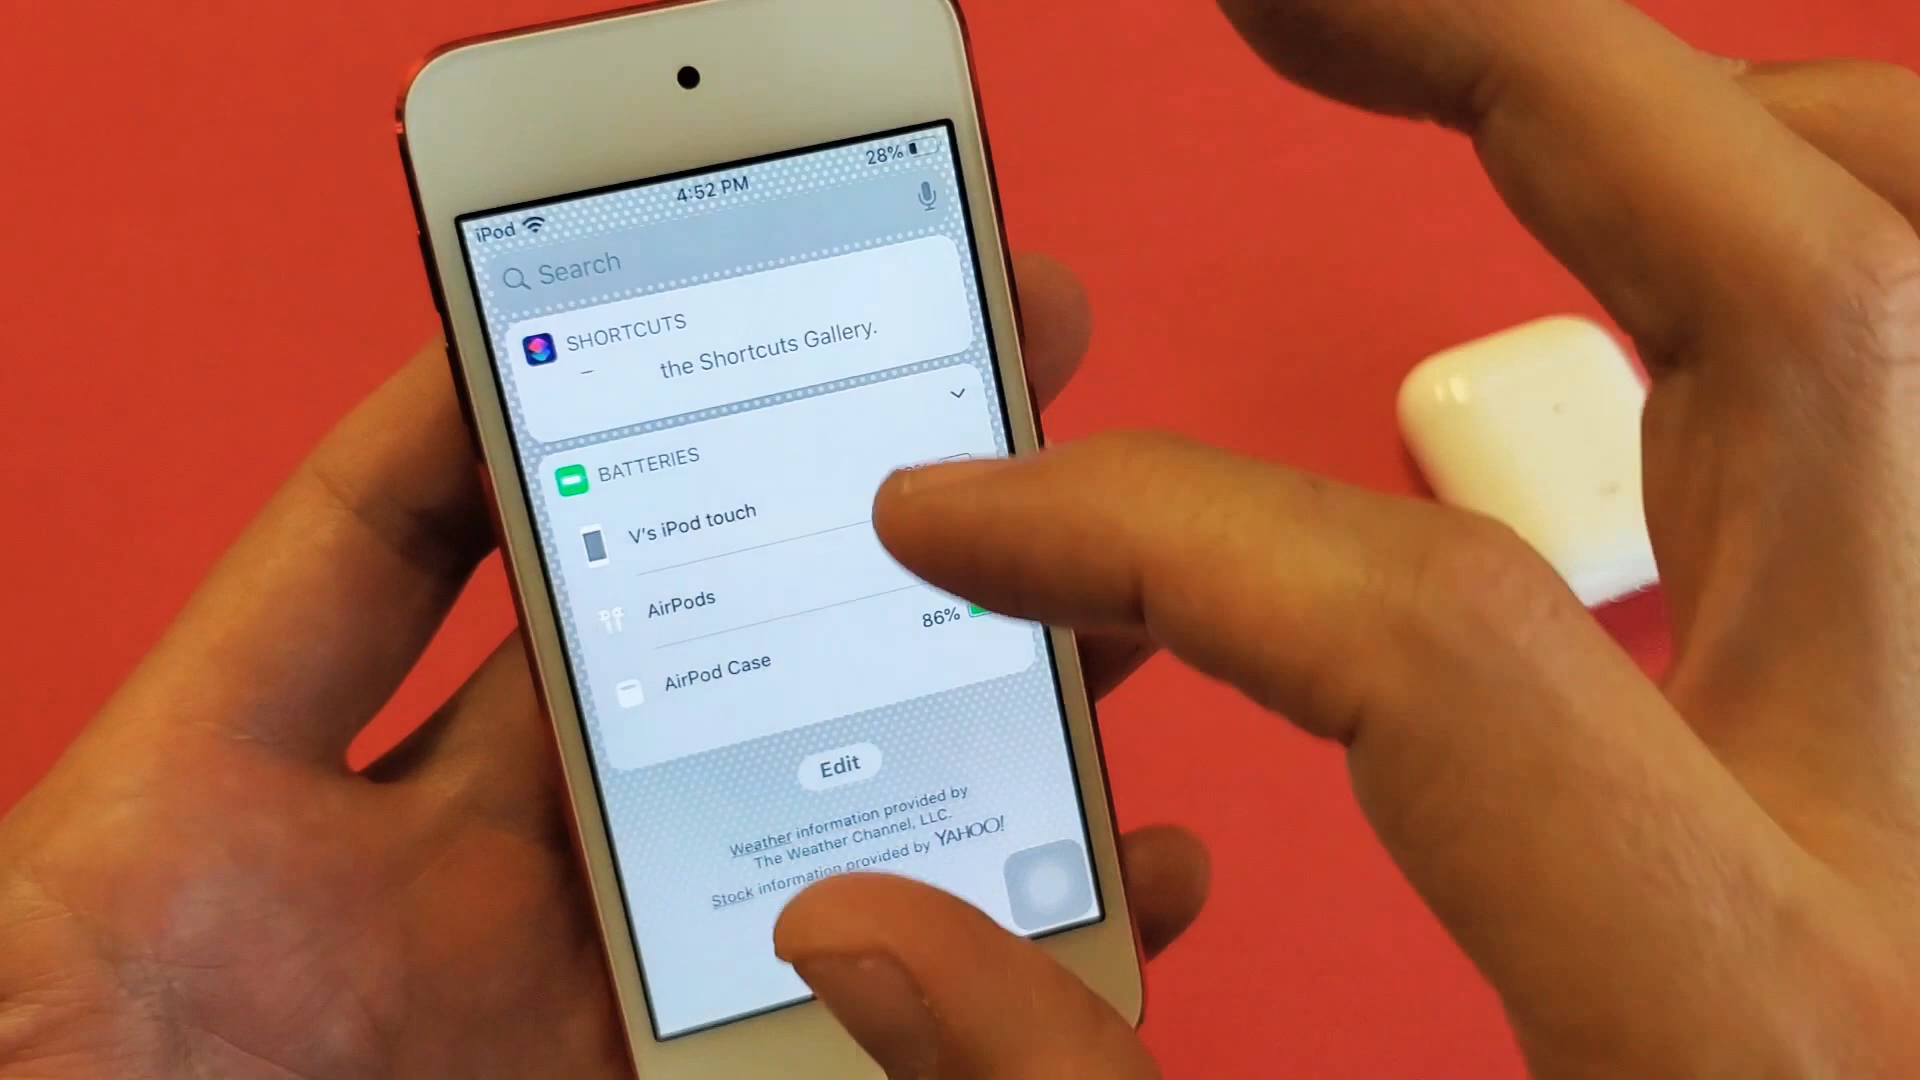 iPod
4:52 PM
28%
Search
SHORTCUTS
the Shortcuts Gallery.
BATTERIES
V's iPod touch
AirPods
86%
AirPod Case
Edit
Weather information provided by
The Weather Channel, LLC.
Stock information provided by YAHOO!